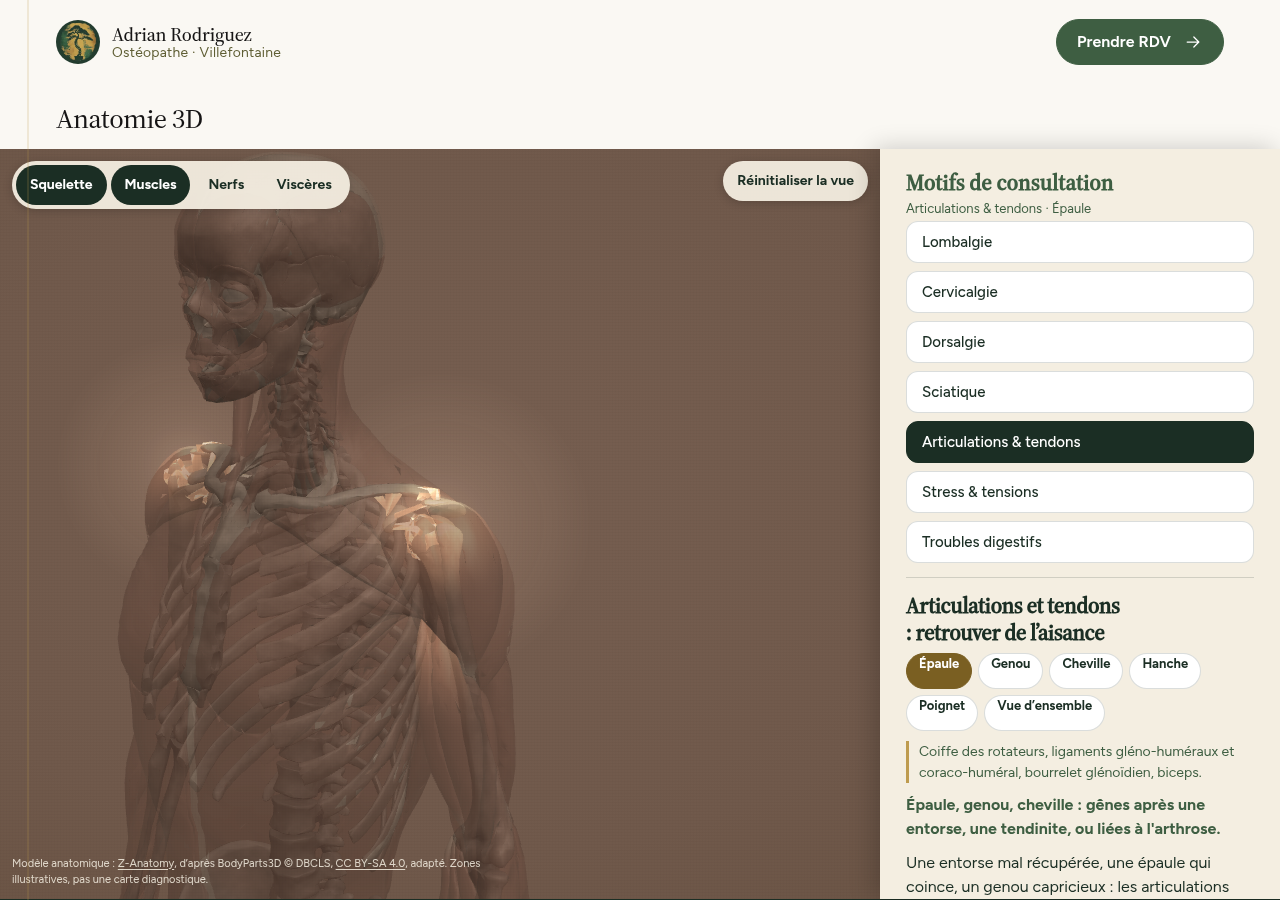 Adrian Rodriguez
Ostéopathe · Villefontaine
Prendre RDV
Anatomie 3D
Squelette
Muscles
Nerfs
Viscères
Réinitialiser la vue
Motifs de consultation
Articulations & tendons · Épaule
Lombalgie
Cervicalgie
Dorsalgie
Sciatique
Articulations & tendons
Stress & tensions
Troubles digestifs
Articulations et tendons
: retrouver de l’aisance
Épaule
Genou
Cheville
Hanche
Poignet
Vue d’ensemble
Coiffe des rotateurs, ligaments gléno-huméraux et
coraco-huméral, bourrelet glénoïdien, biceps.
Épaule, genou, cheville : gênes après une
entorse, une tendinite, ou liées à l'arthrose.
Une entorse mal récupérée, une épaule qui
coince, un genou capricieux : les articulations
Modèle anatomique : Z-Anatomy, d’après BodyParts3D © DBCLS, CC BY-SA 4.0, adapté. Zones
illustratives, pas une carte diagnostique.